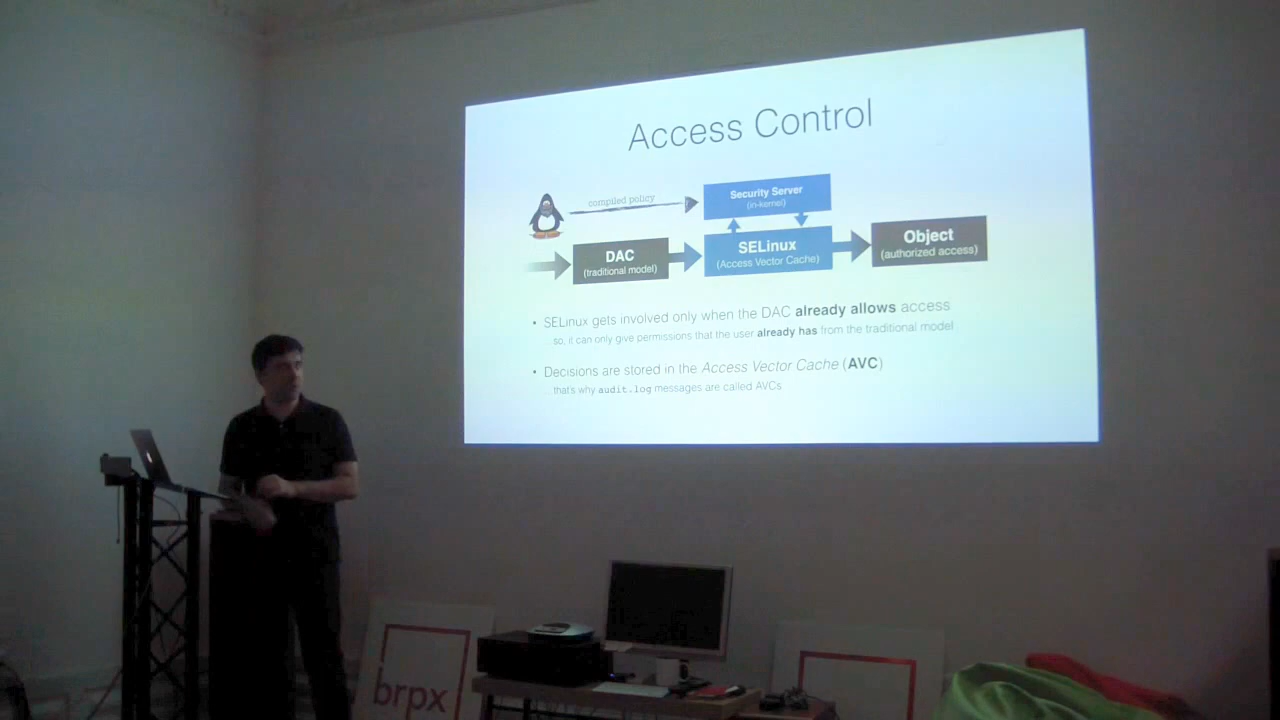 Access Control
compiled policy
Security Server
(in-kernel)
DAC
(traditional model)
SELinux
(Access Vector Cache)
Object
(authorized access)
• SELinux gets involved only when the DAC already allows access
so, it can only give permissions that the user already has from the traditional model
• Decisions are stored in the Access Vector Cache (AVC)
that's why audit.log messages are called AVCs
brpx